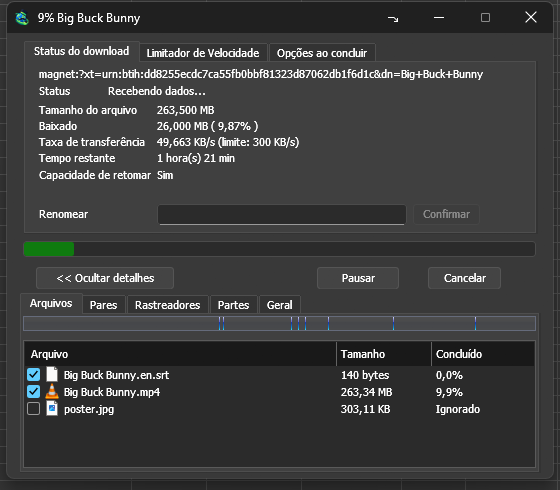 9% Big Buck Bunny
Status do download Limitador de Velocidade Opções ao concluir
magnet:?xt=urn:btih:dd8255ecdc7ca55fb0bbf81323d87062db1f6d1c&dn=Big+Buck+Bunny
Status Recebendo dados...
Tamanho do arquivo 263,500 MB
Baixado 26,000 MB ( 9,87% )
Taxa de transferência 49,663 KB/s (limite: 300 KB/s)
Tempo restante 1 hora(s) 21 min
Capacidade de retomar Sim
Renomear Confirmar
<< Ocultar detalhes Pausar Cancelar
Arquivos Pares Rastreadores Partes Geral
Arquivo Tamanho Concluído
Big Buck Bunny.en.srt 140 bytes 0,0%
Big Buck Bunny.mp4 263,34 MB 9,9%
poster.jpg 303,11 KB Ignorado